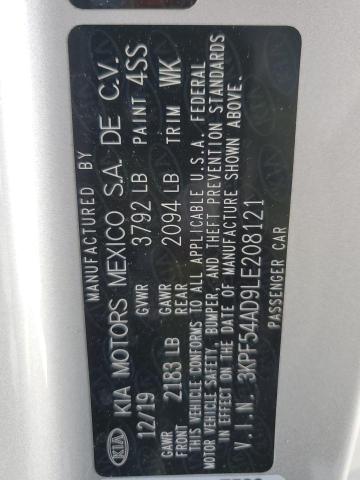 MANUFACTURED BY
KIA KIA MOTORS MEXICO S.A. DE C.V.
12/19 GVWR 3792 LB PAINT 4SS
GAWR FRONT 2183 LB GAWR REAR 2094 LB TRIM WK
THIS VEHICLE CONFORMS TO ALL APPLICABLE U.S.A. FEDERAL
MOTOR VEHICLE SAFETY, BUMPER, AND THEFT PREVENTION STANDARDS
IN EFFECT ON THE DATE OF MANUFACTURE SHOWN ABOVE.
V.I.N. 3KPF54AD9LE208121
PASSENGER CAR